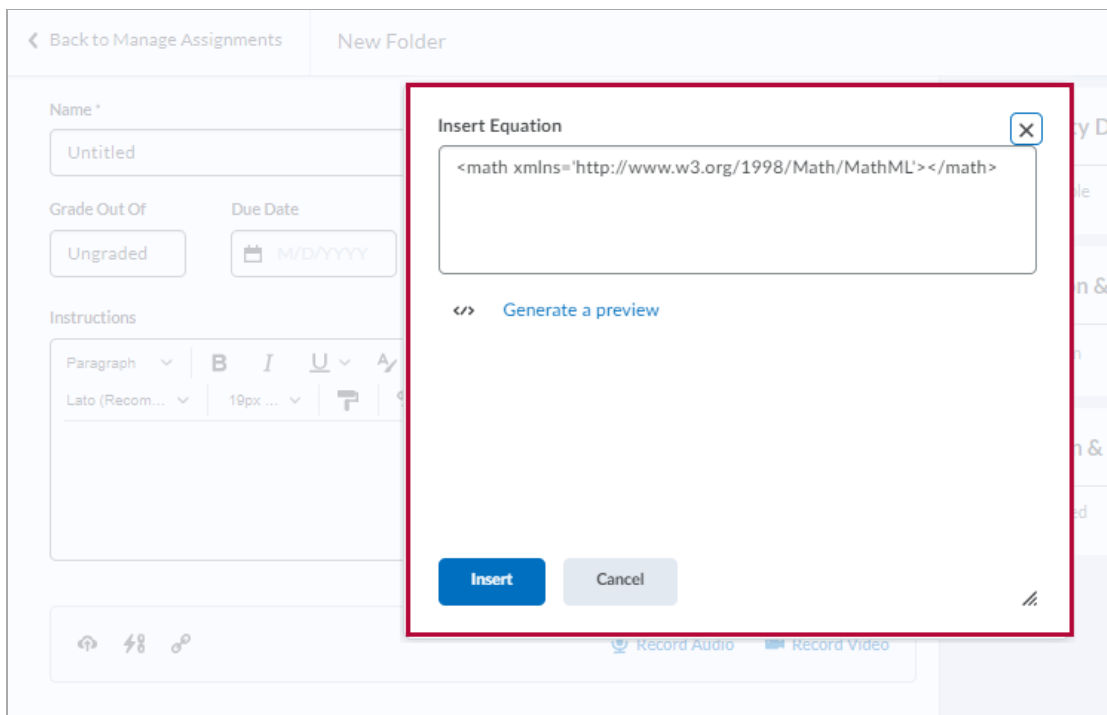 Back to Manage Assignments New Folder
Name *
Untitled
Grade Out Of Due Date
Ungraded M/D/YYYY
Instructions
Paragraph B I U A
Lato (Recom... 19px ...
Insert Equation
<math xmlns='http://www.w3.org/1998/Math/MathML'></math>
</> Generate a preview
Insert Cancel
Record Audio Record Video